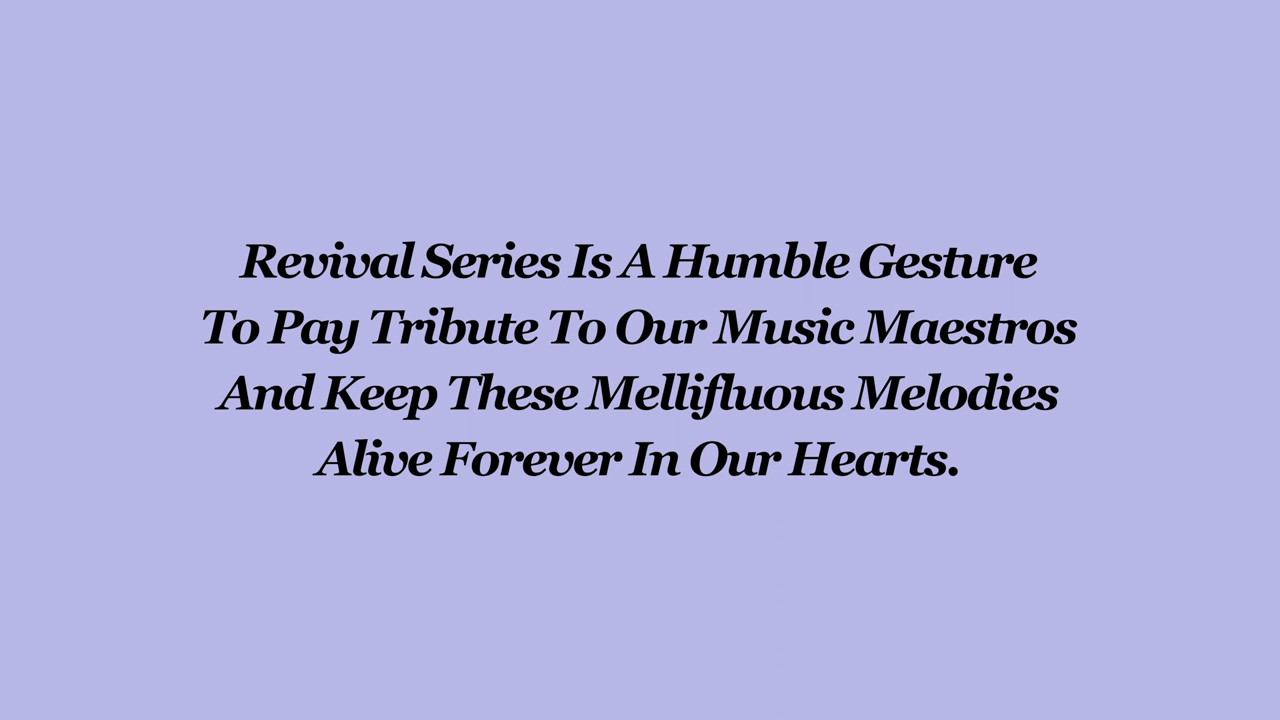 Revival Series Is A Humble Gesture
To Pay Tribute To Our Music Maestros
And Keep These Mellifluous Melodies
Alive Forever In Our Hearts.